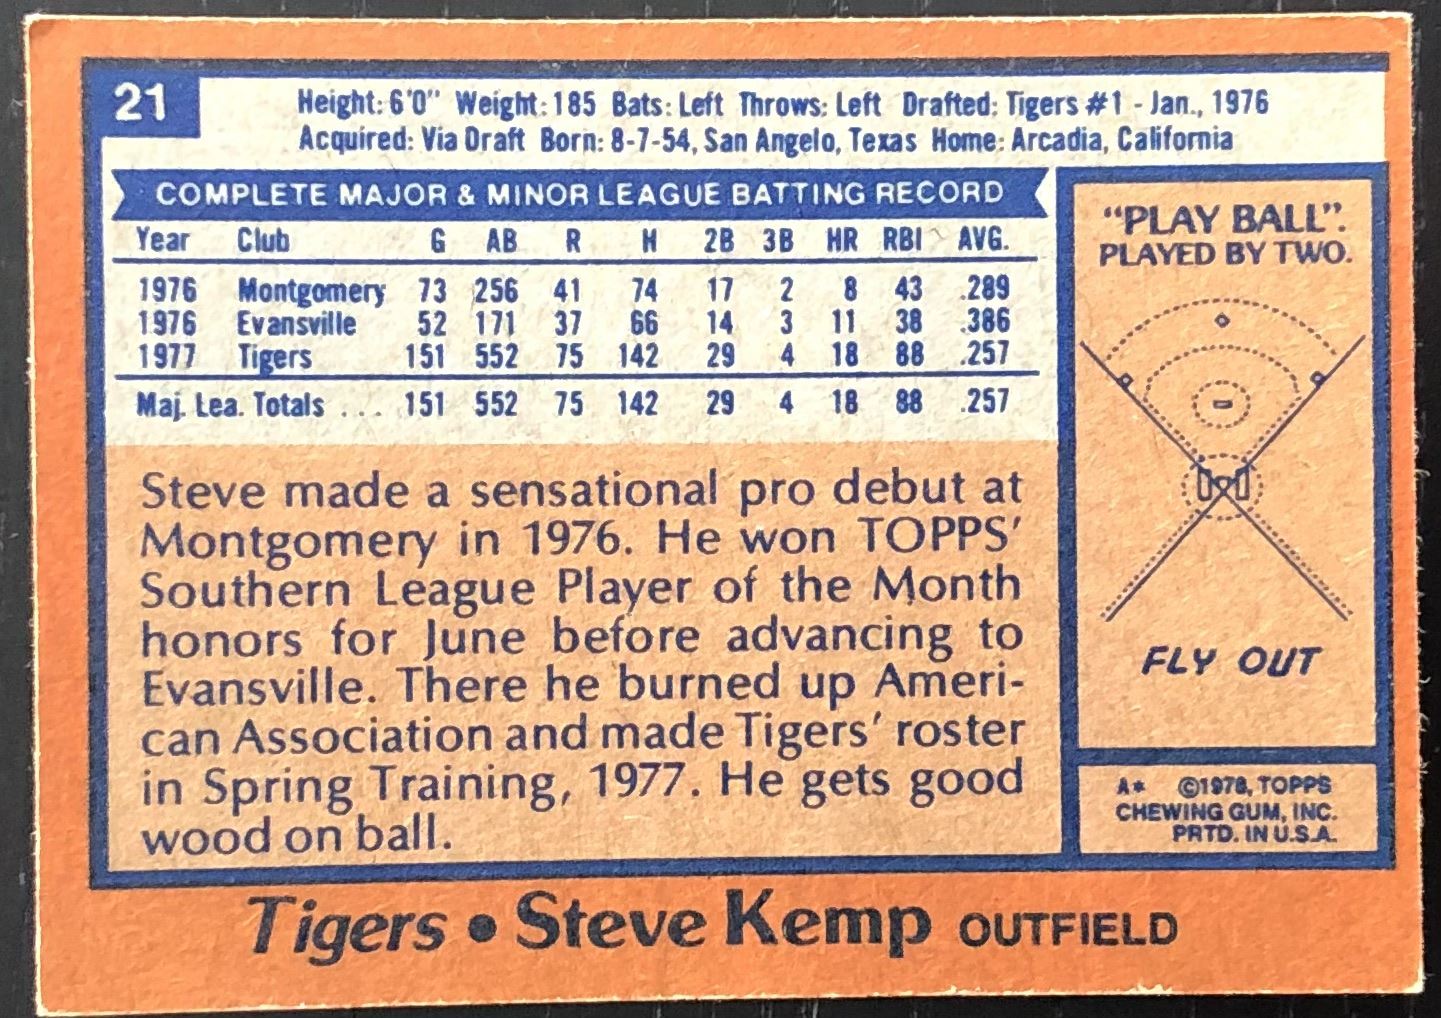 21
Height: 6'0" Weight: 185 Bats: Left Throws: Left Drafted: Tigers #1 - Jan., 1976
Acquired: Via Draft Born: 8-7-54, San Angelo, Texas Home: Arcadia, California
COMPLETE MAJOR & MINOR LEAGUE BATTING RECORD
Year Club G AB R H 2B 3B HR RBI AVG.
1976 Montgomery 73 256 41 74 17 2 8 43 .289
1976 Evansville 52 171 37 66 14 3 11 38 .386
1977 Tigers 151 552 75 142 29 4 18 88 .257
Maj. Lea. Totals ... 151 552 75 142 29 4 18 88 .257
Steve made a sensational pro debut at
Montgomery in 1976. He won TOPPS'
Southern League Player of the Month
honors for June before advancing to
Evansville. There he burned up Ameri-
can Association and made Tigers' roster
in Spring Training, 1977. He gets good
wood on ball.
"PLAY BALL".
PLAYED BY TWO.
FLY OUT
A* ©1978, TOPPS
CHEWING GUM, INC.
PRTD. IN U.S.A.
Tigers • Steve Kemp OUTFIELD